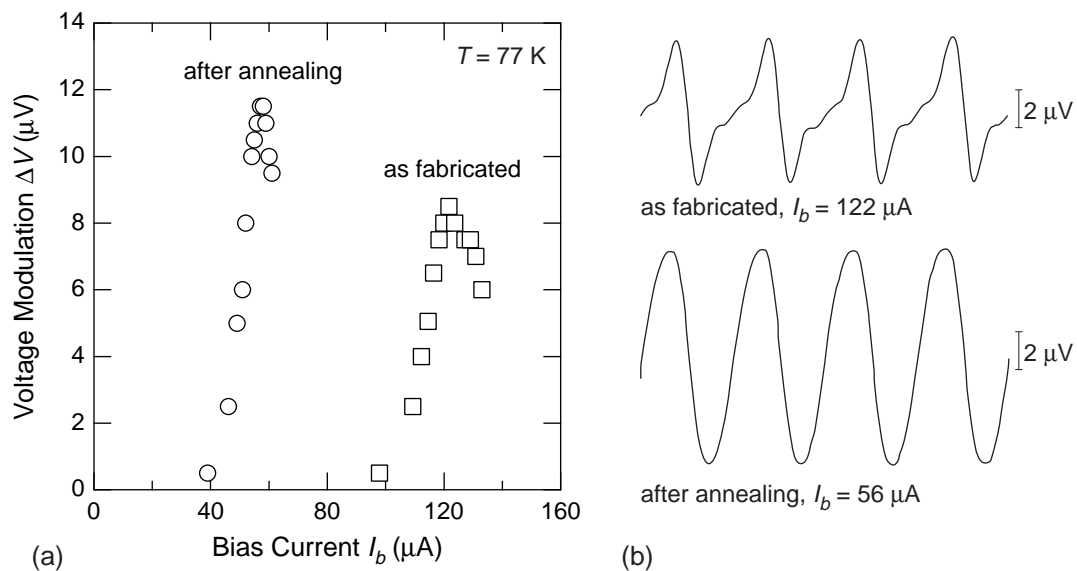 14
12
10
8
6
4
2
0
Voltage Modulation ΔV (μV)
T = 77 K
after annealing
as fabricated
0
40
80
120
160
Bias Current I_b (μA)
(a)
2 μV
as fabricated, I_b = 122 μA
2 μV
after annealing, I_b = 56 μA
(b)